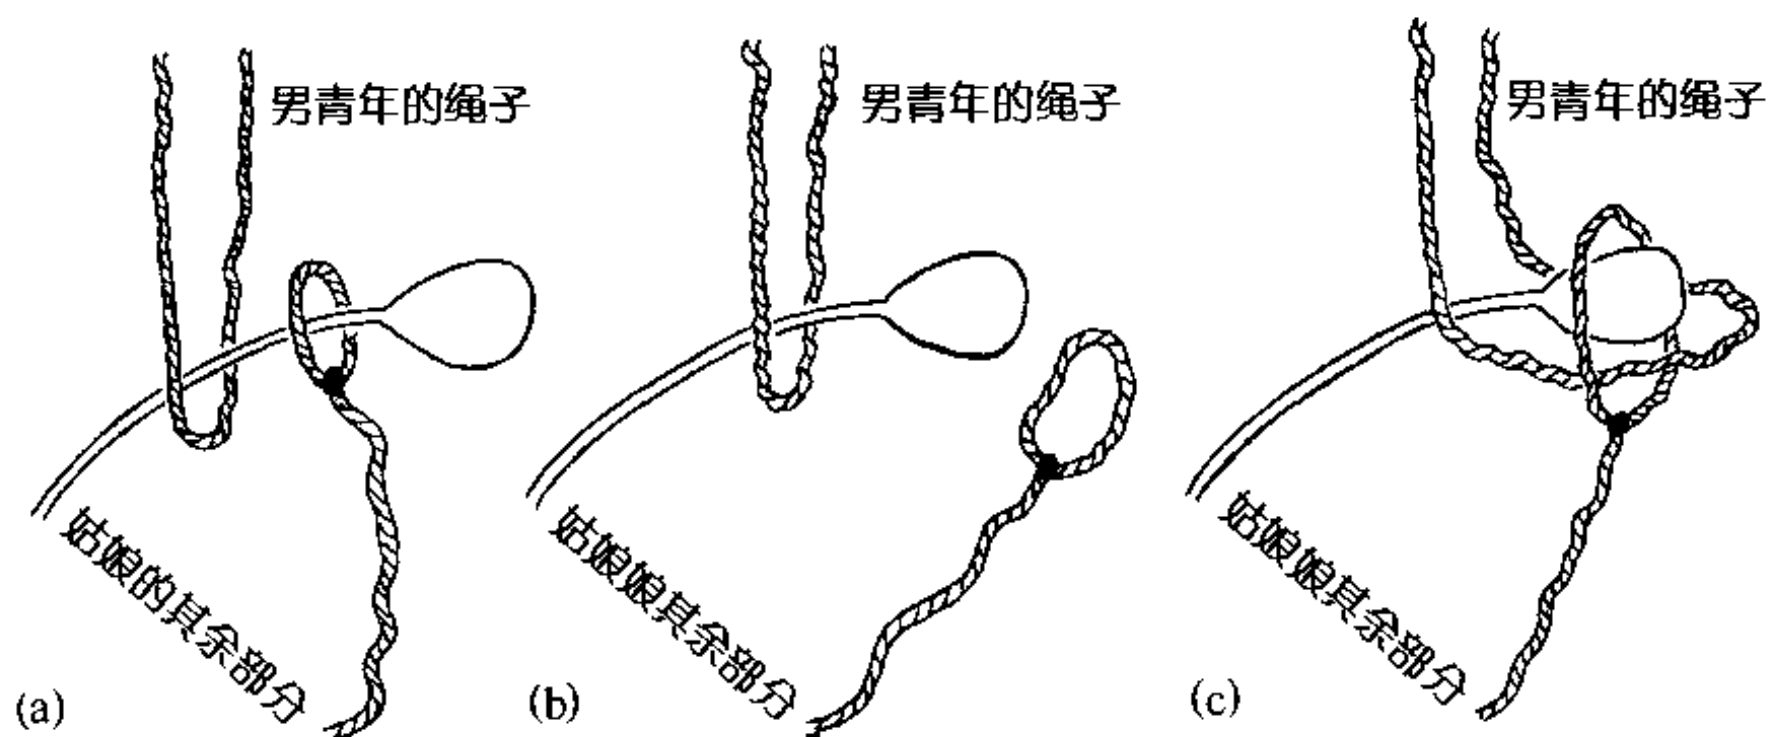 男青年的绳子
姑娘的其余部分
(a)
男青年的绳子
姑娘娘其余部分
(b)
男青年的绳子
姑娘娘其余部分
(c)